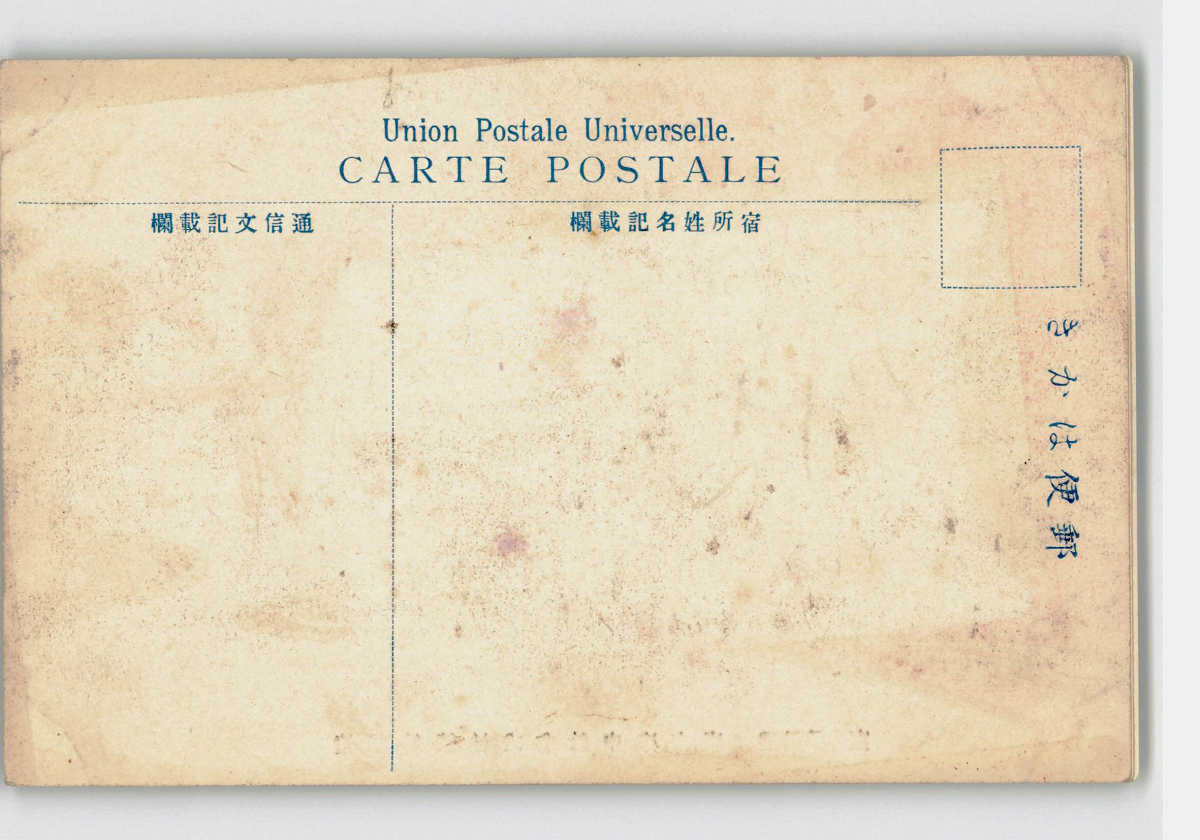 Union Postale Universelle.
CARTE POSTALE
宿所姓名記載欄
通信文記載欄
郵便はかき